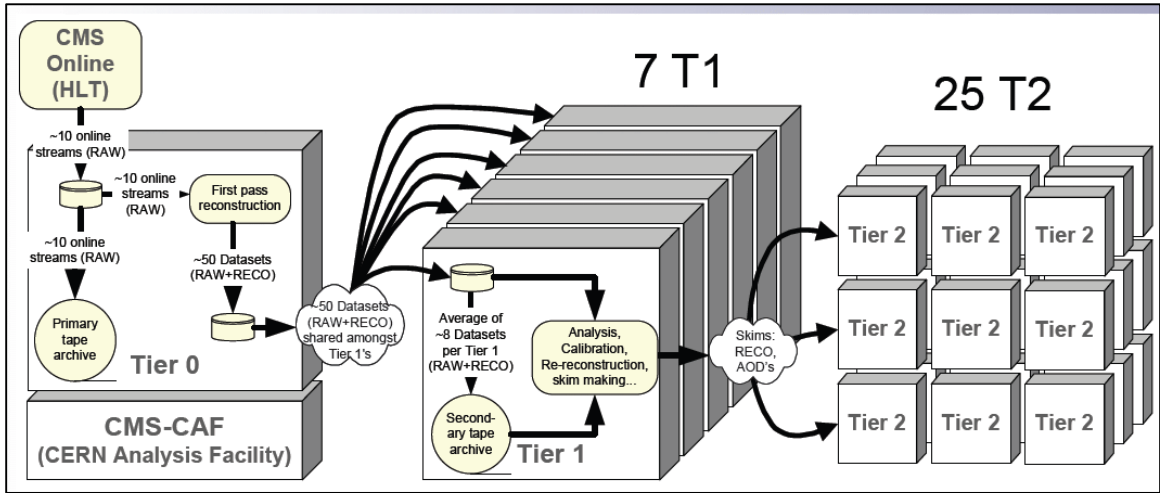 CMS
Online
(HLT)
~10 online
streams (RAW)
~10 online
streams
(RAW)
First pass
reconstruction
~10 online
streams (RAW)
~50 Datasets
(RAW+RECO)
Primary
tape
archive
Tier 0
CMS-CAF
(CERN Analysis Facility)
~50 Datasets
(RAW+RECO)
shared amongst
Tier 1's
7 T1
Average of
~8 Datasets
per Tier 1
(RAW+RECO)
Analysis,
Calibration,
Re-reconstruction,
skim making...
Second-
ary tape
archive
Tier 1
Skims:
RECO,
AOD's
25 T2
Tier 2
Tier 2
Tier 2
Tier 2
Tier 2
Tier 2
Tier 2
Tier 2
Tier 2